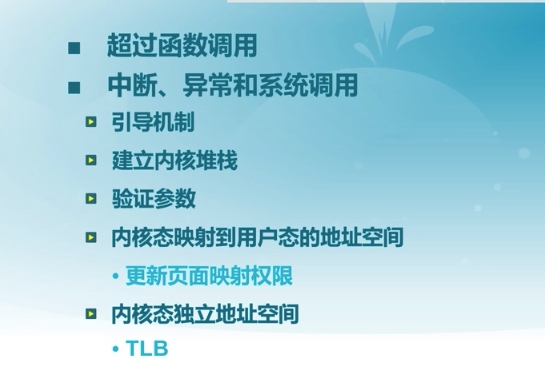 超过函数调用
中断、异常和系统调用
引导机制
建立内核堆栈
验证参数
内核态映射到用户态的地址空间
• 更新页面映射权限
内核态独立地址空间
• TLB